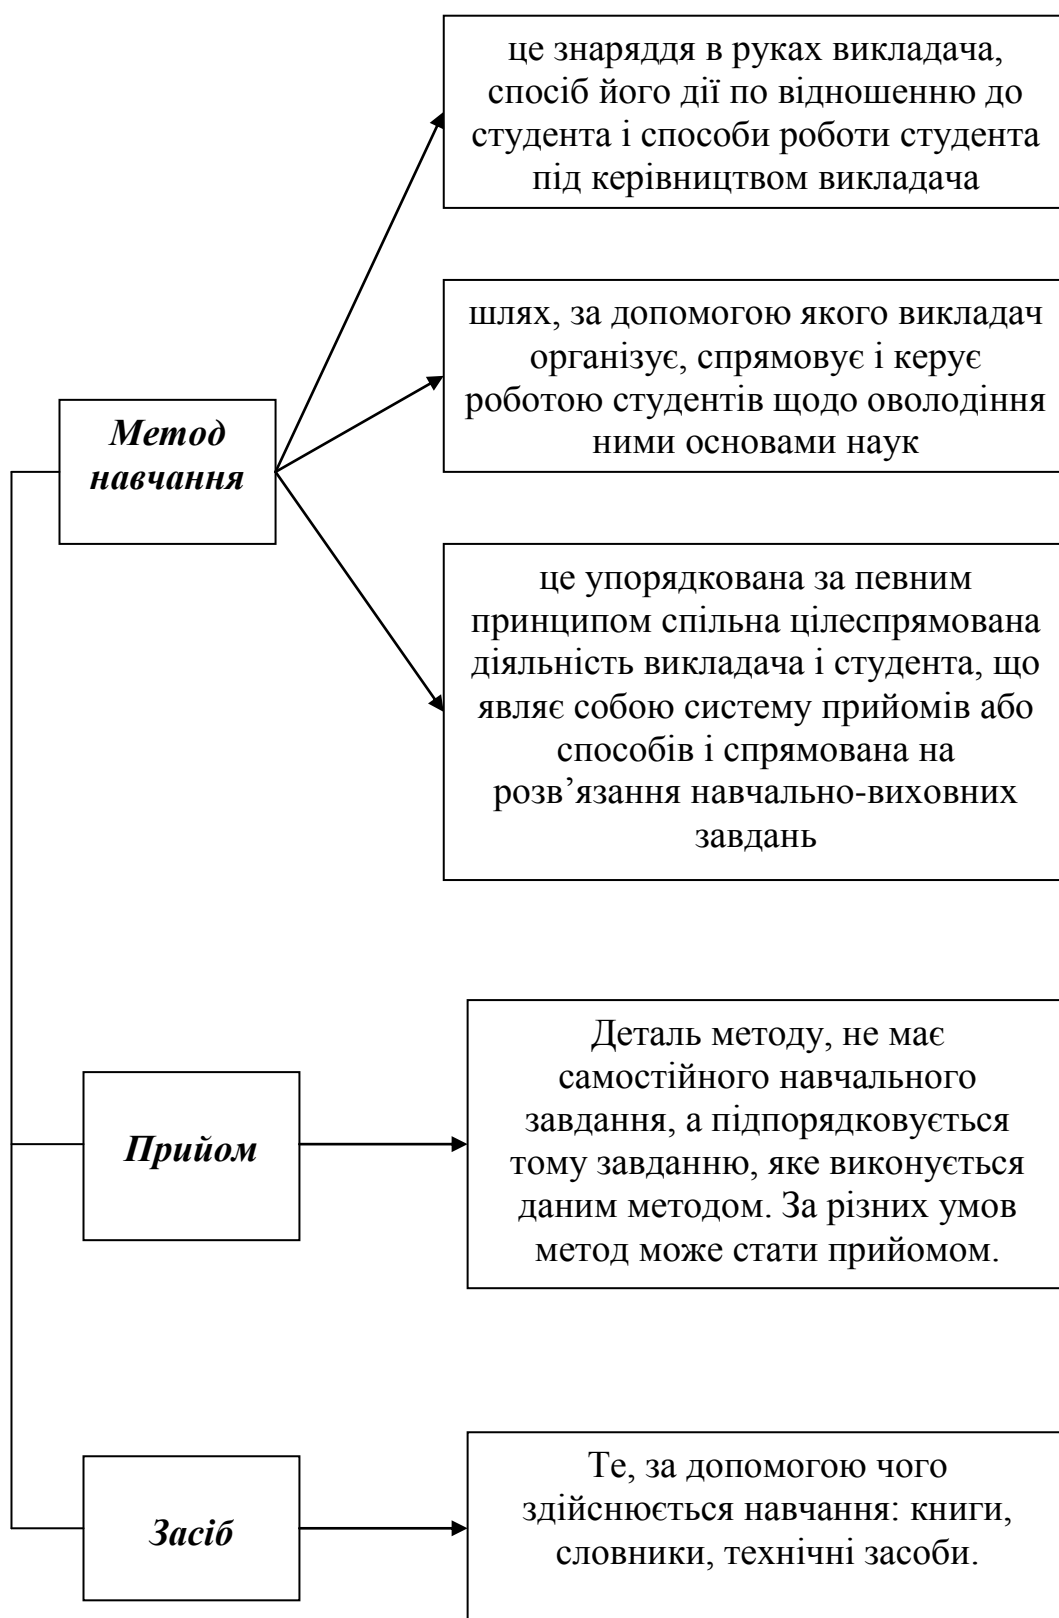 це знаряддя в руках викладача,
спосіб його дії по відношенню до
студента і способи роботи студента
під керівництвом викладача
шлях, за допомогою якого викладач
організує, спрямовує і керує
роботою студентів щодо оволодіння
ними основами наук
Метод
навчання
це упорядкована за певним
принципом спільна цілеспрямована
діяльність викладача і студента, що
являє собою систему прийомів або
способів і спрямована на
розв’язання навчально-виховних
завдань
Деталь методу, не має
самостійного навчального
завдання, а підпорядковується
тому завданню, яке виконується
даним методом. За різних умов
метод може стати прийомом.
Прийом
Те, за допомогою чого
здійснюється навчання: книги,
словники, технічні засоби.
Засіб